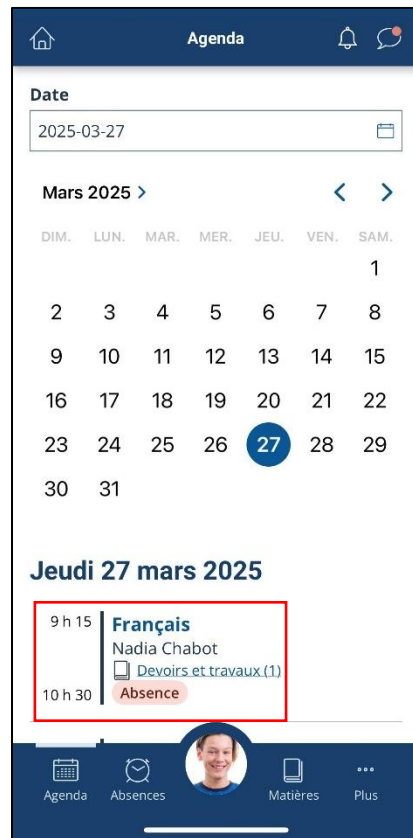 Agenda
Date
2025-03-27
Mars 2025
DIM. LUN. MAR. MER. JEU. VEN. SAM.
1
2 3 4 5 6 7 8
9 10 11 12 13 14 15
16 17 18 19 20 21 22
23 24 25 26 27 28 29
30 31
Jeudi 27 mars 2025
9 h 15 Français
Nadia Chabot
Devoirs et travaux (1)
10 h 30 Absence
Agenda Absences Matières Plus